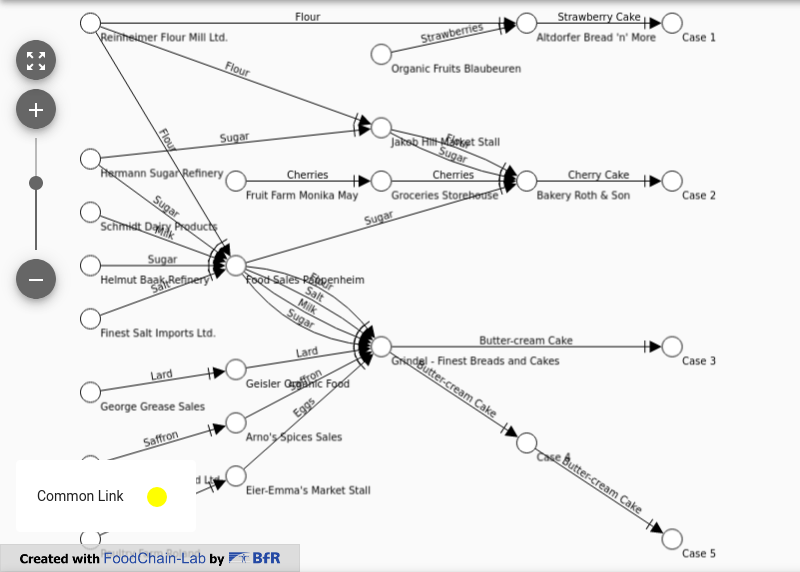 Flour
Strawberry Cake
Reinheimer Flour Mill Ltd.
Strawberries
Altdorfer Bread 'n' More
Case 1
Organic Fruits Blaubeuren
Flour
Flour
Sugar
Jakob Hill Market Stall
Flour
Sugar
Hermann Sugar Refinery
Cherries
Cherries
Cherry Cake
Fruit Farm Monika May
Groceries Storehouse
Bakery Roth & Son
Case 2
Sugar
Sugar
Schmidt Dairy Products
Milk
Sugar
Helmut Baak Refinery
Food Sales Pappenheim
Flour
Salt
Salt
Milk
Sugar
Finest Salt Imports Ltd.
Butter-cream Cake
Grindel - Finest Breads and Cakes
Case 3
Lard
Lard
Geisler Organic Food
Saffron
George Grease Sales
Butter-cream Cake
Eggs
Saffron
Arno's Spices Sales
Case 4
Butter-cream Cake
Eier-Emma's Market Stall
Common Link
Case 5
Created with FoodChain-Lab by BfR